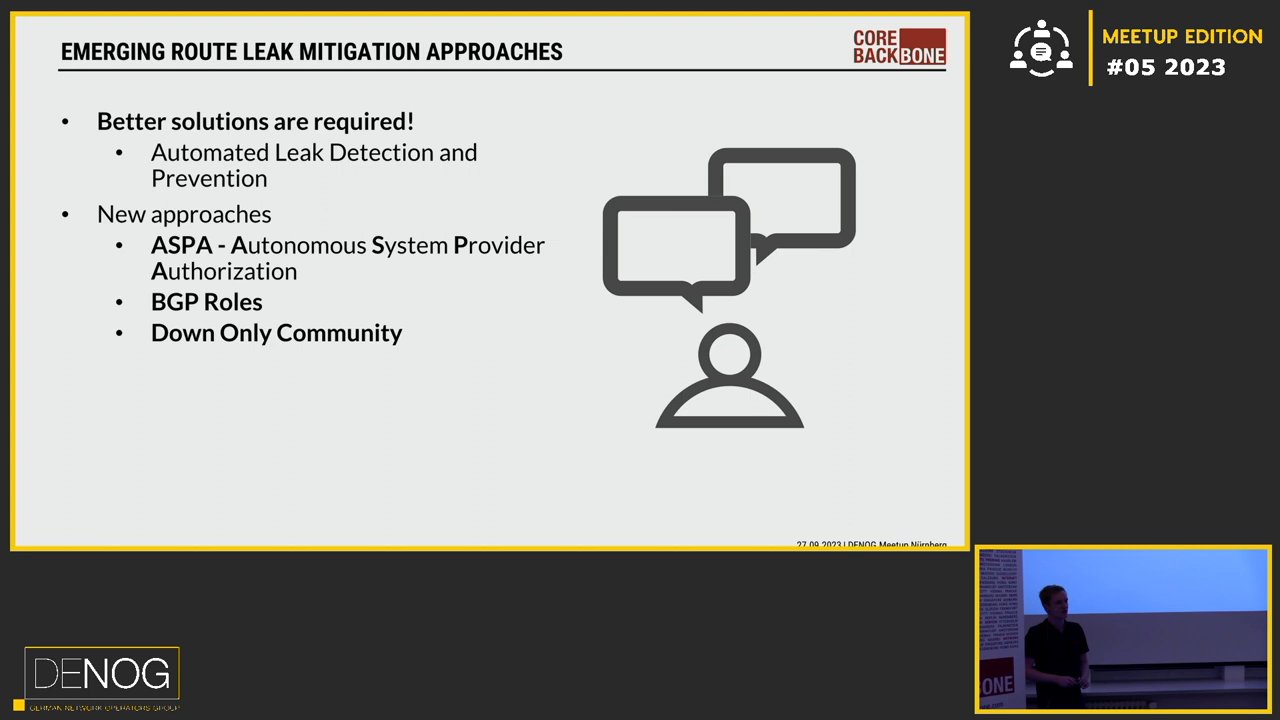 EMERGING ROUTE LEAK MITIGATION APPROACHES
CORE
BACKBONE
MEETUP EDITION
#05 2023
• Better solutions are required!
• Automated Leak Detection and
Prevention
• New approaches
• ASPA - Autonomous System Provider
Authorization
• BGP Roles
• Down Only Community
27.09.2023 | DENOG Meetup Nürnberg
ONE
DENOG
GERMAN NETWORK OPERATORS GROUP